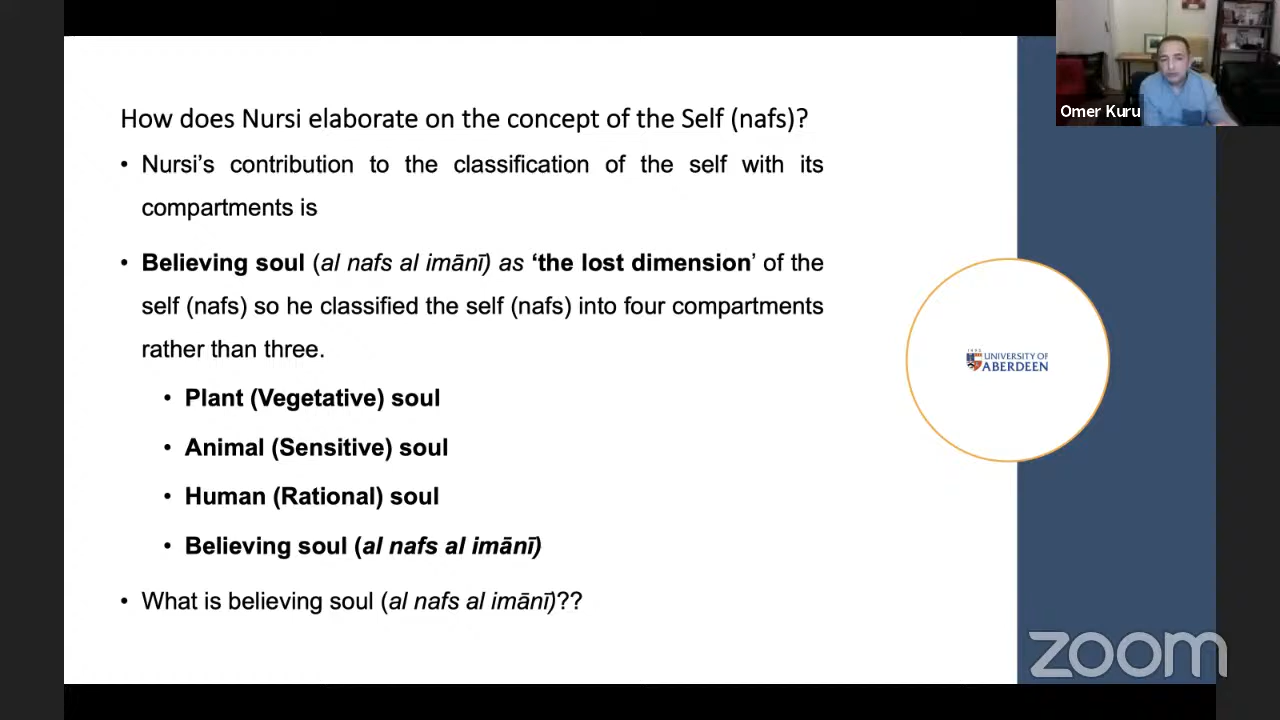 How does Nursi elaborate on the concept of the Self (nafs)?
• Nursi’s contribution to the classification of the self with its
compartments is
• Believing soul (al nafs al imānī) as ‘the lost dimension’ of the
self (nafs) so he classified the self (nafs) into four compartments
rather than three.
• Plant (Vegetative) soul
• Animal (Sensitive) soul
• Human (Rational) soul
• Believing soul (al nafs al imānī)
• What is believing soul (al nafs al imānī)??
1495
UNIVERSITY OF
ABERDEEN
Omer Kuru
zoom